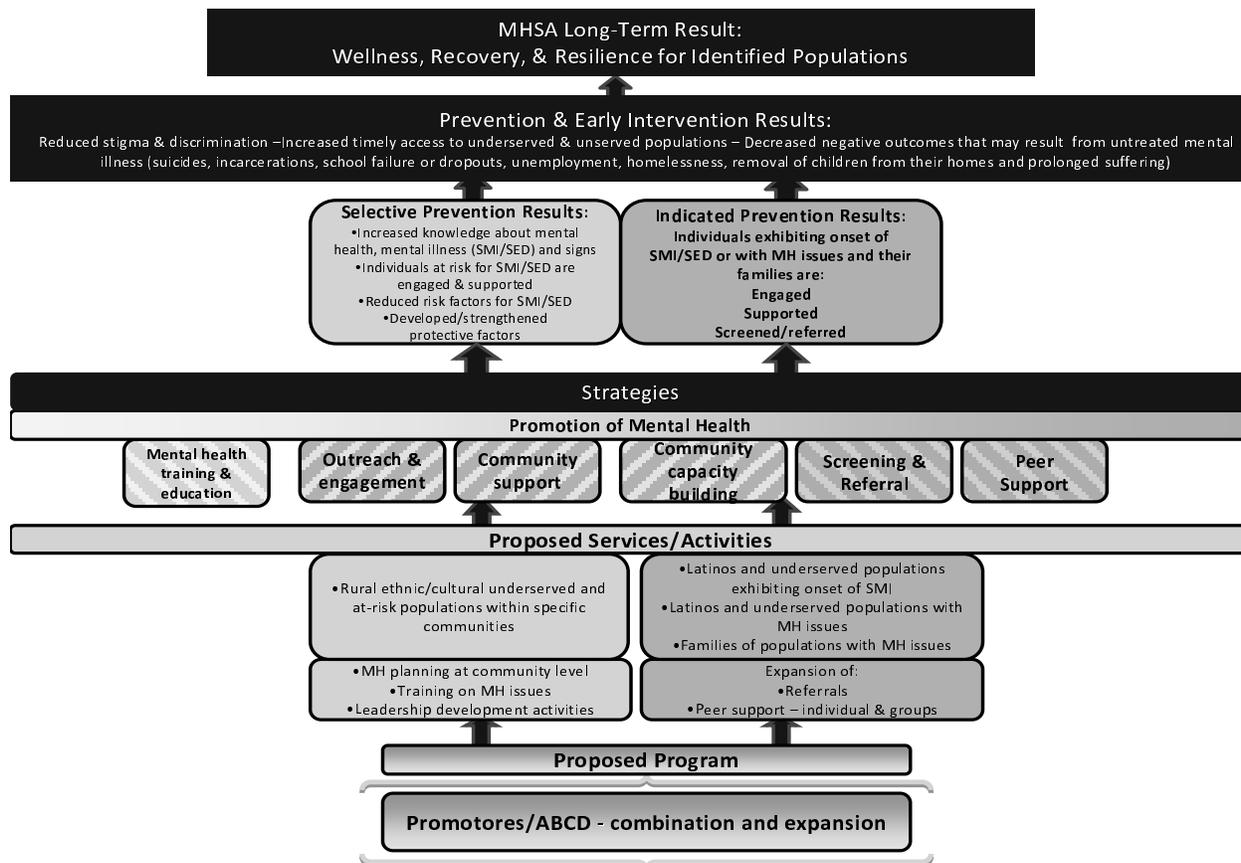 MHSA Long-Term Result:
Wellness, Recovery, & Resilience for Identified Populations
Prevention & Early Intervention Results:
Reduced stigma & discrimination –Increased timely access to underserved & unserved populations – Decreased negative outcomes that may result from untreated mental
illness (suicides, incarcerations, school failure or dropouts, unemployment, homelessness, removal of children from their homes and prolonged suffering)
Selective Prevention Results:
•Increased knowledge about mental
health, mental illness (SMI/SED) and signs
•Individuals at risk for SMI/SED are
engaged & supported
•Reduced risk factors for SMI/SED
•Developed/strengthened
protective factors
Indicated Prevention Results:
Individuals exhibiting onset of
SMI/SED or with MH issues and their
families are:
Engaged
Supported
Screened/referred
Strategies
Promotion of Mental Health
Mental health
training &
education
Outreach &
engagement
Community
support
Community
capacity
building
Screening &
Referral
Peer
Support
Proposed Services/Activities
•Rural ethnic/cultural underserved and
at-risk populations within specific
communities
•Latinos and underserved populations
exhibiting onset of SMI
•Latinos and underserved populations with
MH issues
•Families of populations with MH issues
•MH planning at community level
•Training on MH issues
•Leadership development activities
Expansion of:
•Referrals
•Peer support – individual & groups
Proposed Program
Promotores/ABCD - combination and expansion